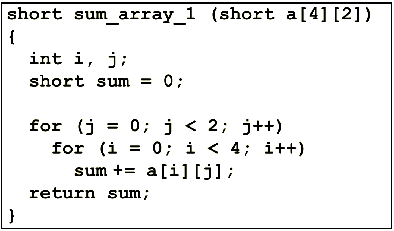 short sum_array_1 (short a[4][2])
{
int i, j;
short sum = 0;
for (j = 0; j < 2; j++)
for (i = 0; i < 4; i++)
sum += a[i][j];
return sum;
}